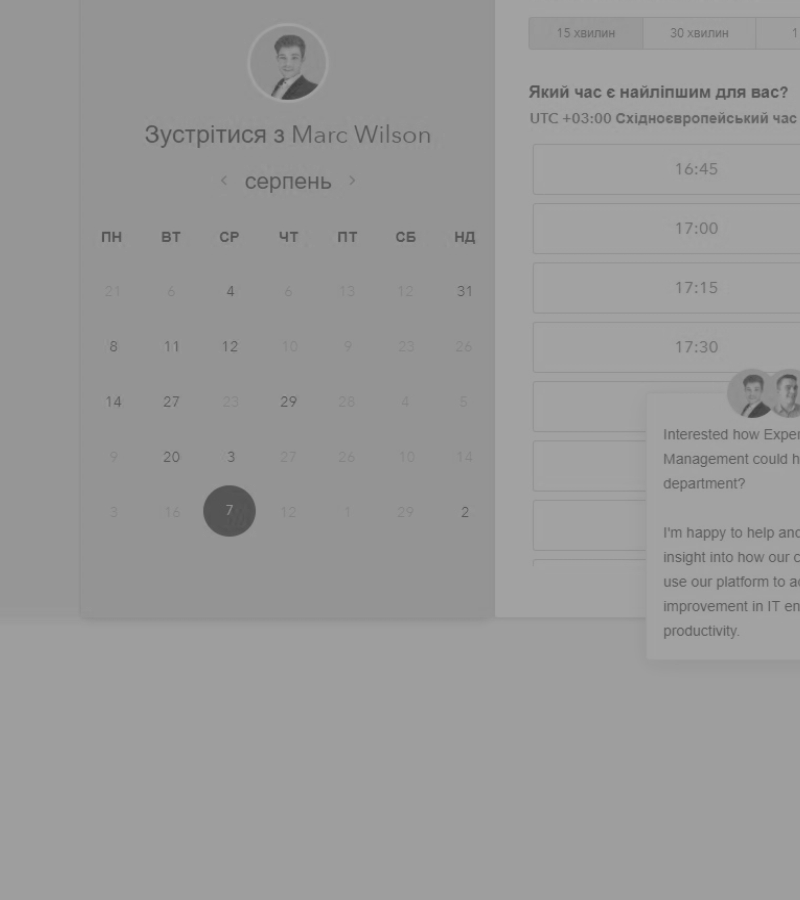 Зустрітися з Marc Wilson
серпень
ПН ВТ СР ЧТ ПТ СБ НД
21 6 4 6 13 12 31
8 11 12 10 9 23 26
14 27 23 29 28 4 5
9 20 3 27 26 10 14
3 16 7 12 1 29 2
15 хвилин 30 хвилин 1
Який час є найліпшим для вас?
UTC +03:00 Східноєвропейський час
16:45
17:00
17:15
17:30
Interested how Exper
Management could h
department?
I'm happy to help and
insight into how our c
use our platform to a
improvement in IT en
productivity.